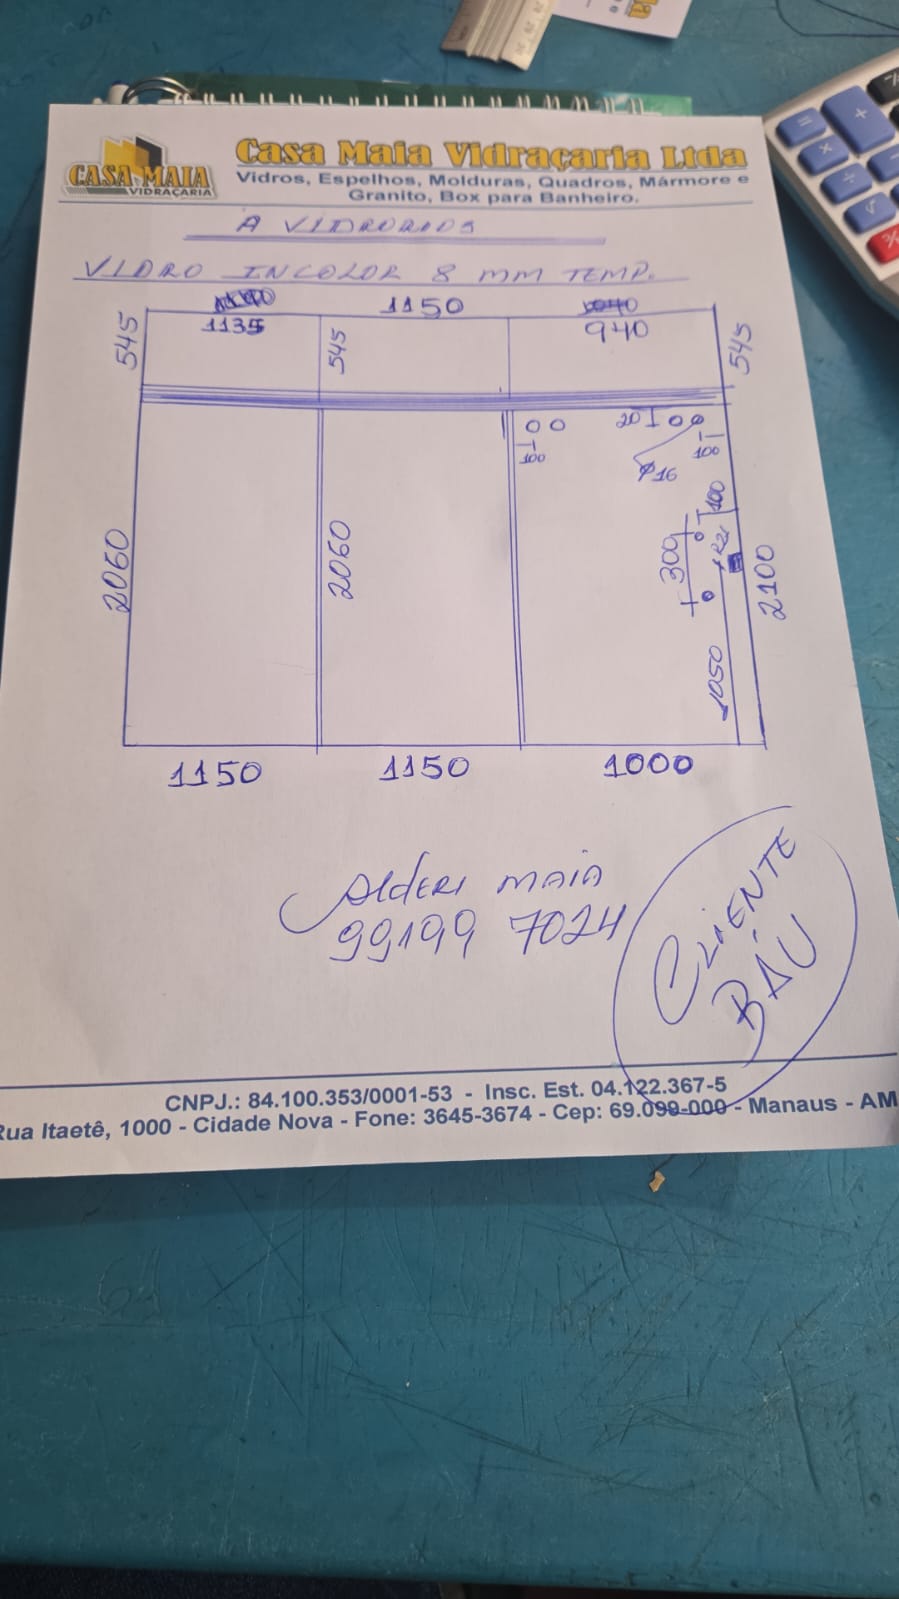 CASA MAIA
VIDRAÇARIA
Casa Maia Vidraçaria Ltda
Vidros, Espelhos, Molduras, Quadros, Mármore e
Granito, Box para Banheiro.
A VIDRORIOS
VIDRO INCOLOR 8 MM TEMP.
1150
1135
940
545
545
545
20
100
100
Ø16
100
300
2060
2060
2100
1050
1150
1150
1000
Alderi MAIA
99199 7024
CLIENTE
BAÚ
CNPJ.: 84.100.353/0001-53 - Insc. Est. 04.122.367-5
Rua Itaetê, 1000 - Cidade Nova - Fone: 3645-3674 - Cep: 69.099-000 - Manaus - AM